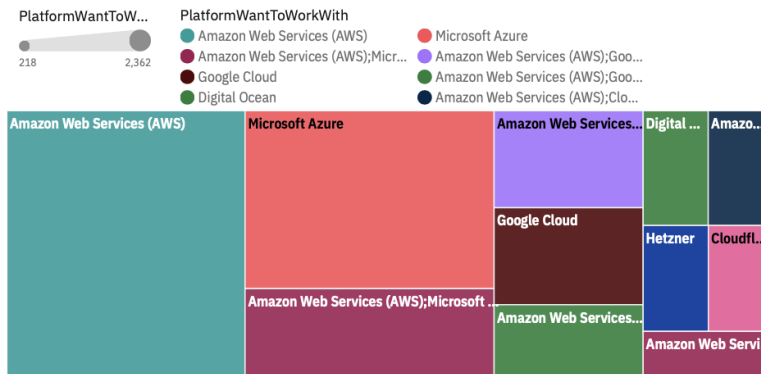 PlatformWantToW...
218
2,362
PlatformWantToWorkWith
Amazon Web Services (AWS)
Microsoft Azure
Amazon Web Services (AWS);Micr...
Amazon Web Services (AWS);Goo...
Google Cloud
Amazon Web Services (AWS);Goo...
Digital Ocean
Amazon Web Services (AWS);Clo...
Amazon Web Services (AWS)
Microsoft Azure
Amazon Web Services...
Digital ...
Amazo...
Google Cloud
Hetzner
Cloudfl...
Amazon Web Services (AWS);Microsoft ...
Amazon Web Services...
Amazon Web Servi